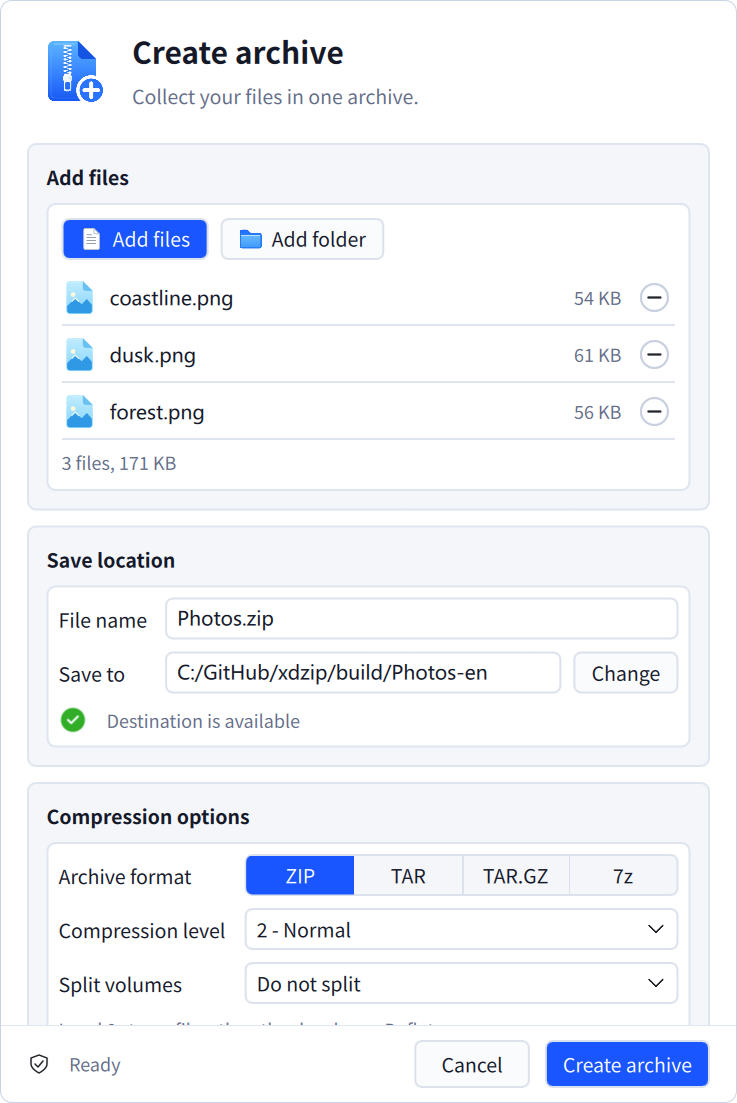 Create archive
Collect your files in one archive.
Add files
Add files Add folder
coastline.png 54 KB
dusk.png 61 KB
forest.png 56 KB
3 files, 171 KB
Save location
File name Photos.zip
Save to C:/GitHub/xdzip/build/Photos-en Change
Destination is available
Compression options
Archive format ZIP TAR TAR.GZ 7z
Compression level 2 - Normal
Split volumes Do not split
Ready Cancel Create archive